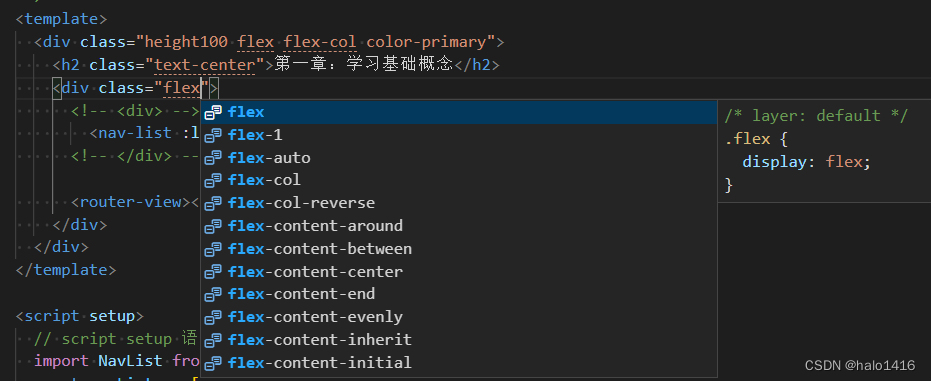 <template>
<div class="height100 flex flex-col color-primary">
<h2 class="text-center">第一章：学习基础概念</h2>
<div class="flex">
<!-- <div> -->
<nav-list :l
<!-- </div> --
<router-view><
</div>
</div>
</template>
<script setup>
// script setup 语
import NavList fro
flex
flex-1
flex-auto
flex-col
flex-col-reverse
flex-content-around
flex-content-between
flex-content-center
flex-content-end
flex-content-evenly
flex-content-inherit
flex-content-initial
/* layer: default */
.flex {
display: flex;
}
CSDN @halo1416